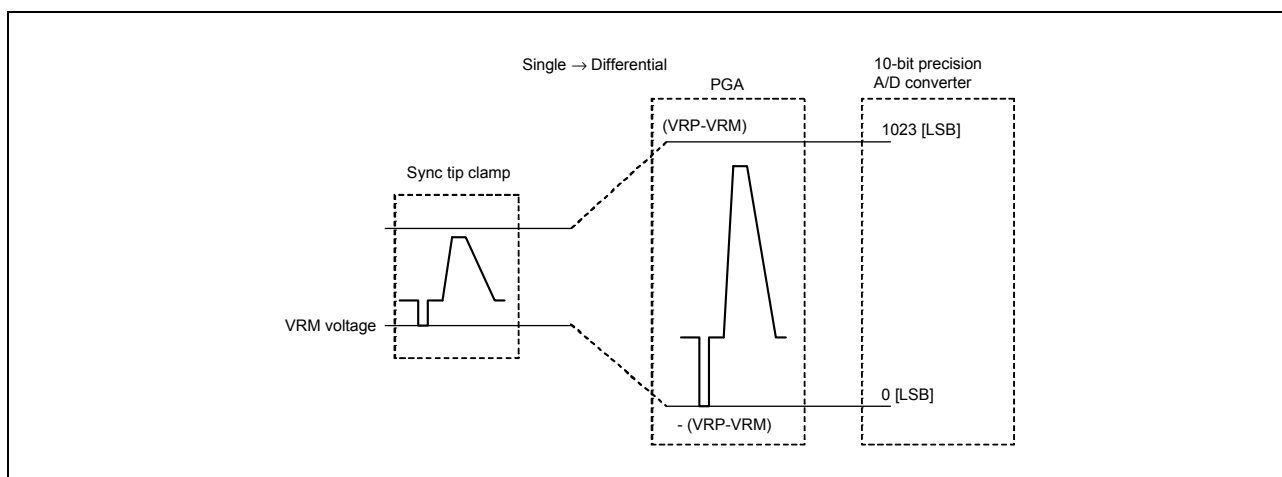 Single → Differential
PGA
10-bit precision
A/D converter
(VRP-VRM)
1023 [LSB]
Sync tip clamp
VRM voltage
0 [LSB]
- (VRP-VRM)